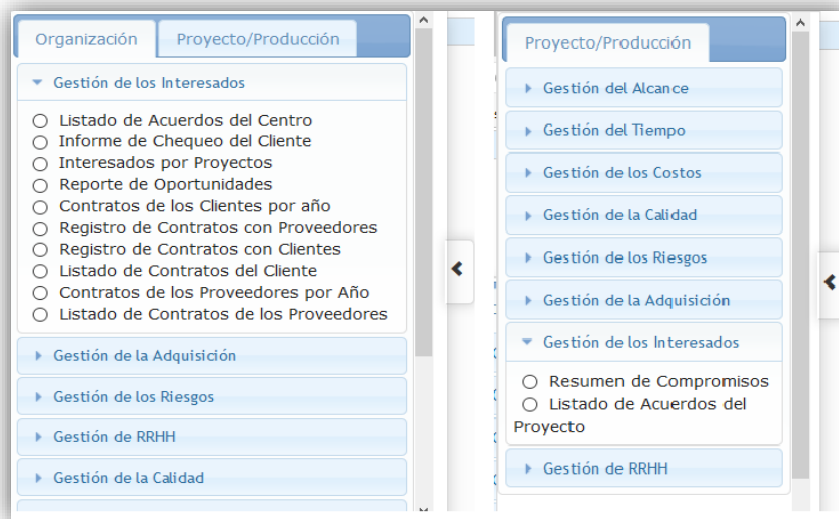 Organización
Proyecto/Producción
Gestión de los Interesados
Listado de Acuerdos del Centro
Informe de Chequeo del Cliente
Interesados por Proyectos
Reporte de Oportunidades
Contratos de los Clientes por año
Registro de Contratos con Proveedores
Registro de Contratos con Clientes
Listado de Contratos del Cliente
Contratos de los Proveedores por Año
Listado de Contratos de los Proveedores
Gestión de la Adquisición
Gestión de los Riesgos
Gestión de RRHH
Gestión de la Calidad
Proyecto/Producción
Gestión del Alcance
Gestión del Tiempo
Gestión de los Costos
Gestión de la Calidad
Gestión de los Riesgos
Gestión de la Adquisición
Gestión de los Interesados
Resumen de Compromisos
Listado de Acuerdos del
Proyecto
Gestión de RRHH